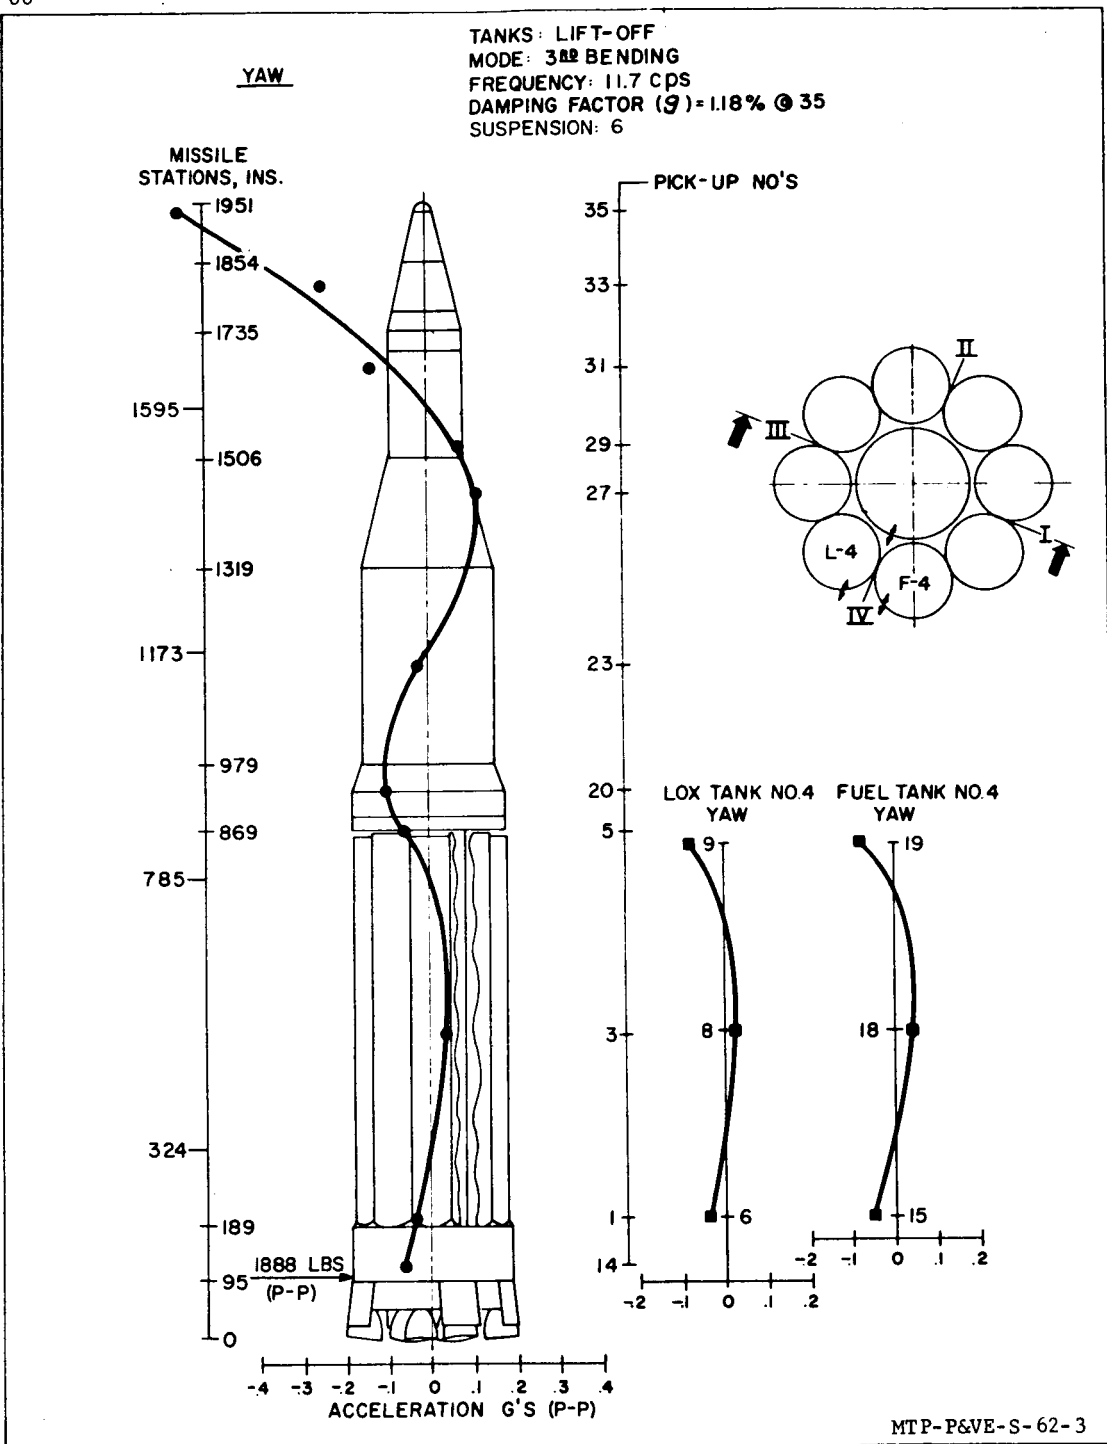 TANKS: LIFT-OFF
MODE: 3RD BENDING
FREQUENCY: 11.7 CPS
DAMPING FACTOR (g) = 1.18% @ 35
SUSPENSION: 6
YAW
MISSILE
STATIONS, INS.
1951
1854
1735
1595
1506
1319
1173
979
869
785
324
189
95
0
1888 LBS
(P-P)
-.4 -.3 -.2 -.1 0 .1 .2 .3 .4
ACCELERATION G'S (P-P)
PICK-UP NO'S
35
33
31
29
27
23
20
5
3
1
14
II
III
I
L-4
F-4
IV
LOX TANK NO.4
YAW
9
8
6
-.2 -.1 0 .1 .2
FUEL TANK NO.4
YAW
19
18
15
-.2 -.1 0 .1 .2
MTP-P&VE-S-62-3